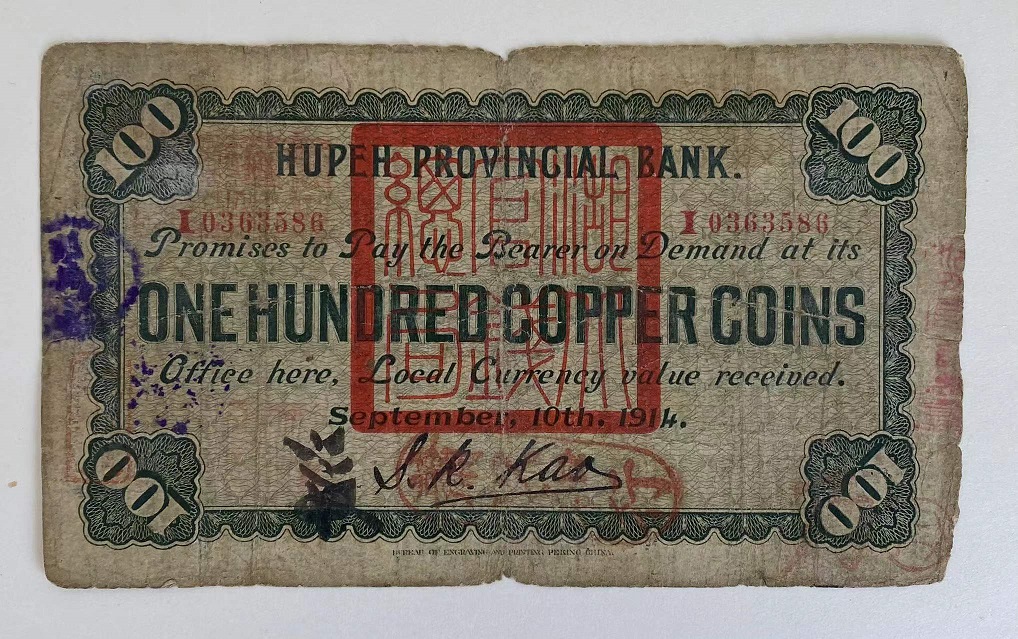 100 100
HUPEH PROVINCIAL BANK.
I 0363586 I 0363586
Promises to Pay the Bearer on Demand at its
ONE HUNDRED COPPER COINS
Office here, Local Currency value received.
September, 10th. 1914.
S. K. Kao
100 100
BUREAU OF ENGRAVING AND PRINTING PEKING CHINA.